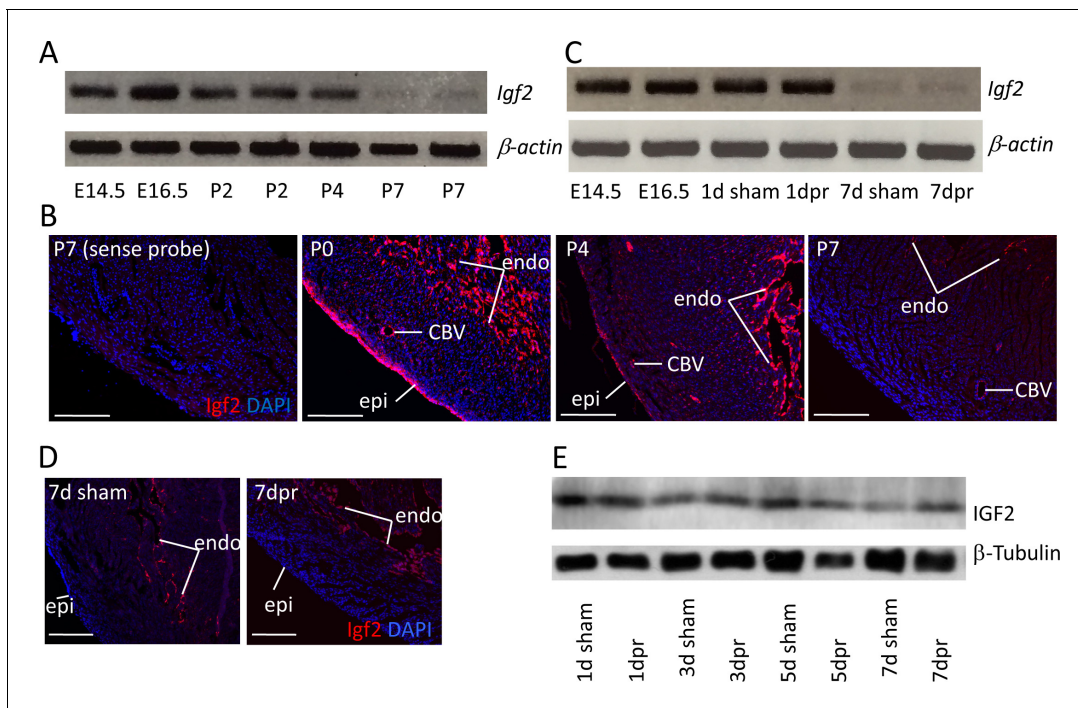 A
Igf2
β-actin
E14.5 E16.5 P2 P2 P4 P7 P7
C
Igf2
β-actin
E14.5 E16.5 1d sham 1dpr 7d sham 7dpr
B
P7 (sense probe)
Igf2 DAPI
P0
endo
CBV
epi
P4
endo
CBV
epi
P7
endo
CBV
D
7d sham
endo
epi
7dpr
endo
epi
Igf2 DAPI
E
IGF2
β-Tubulin
1d sham
1dpr
3d sham
3dpr
5d sham
5dpr
7d sham
7dpr